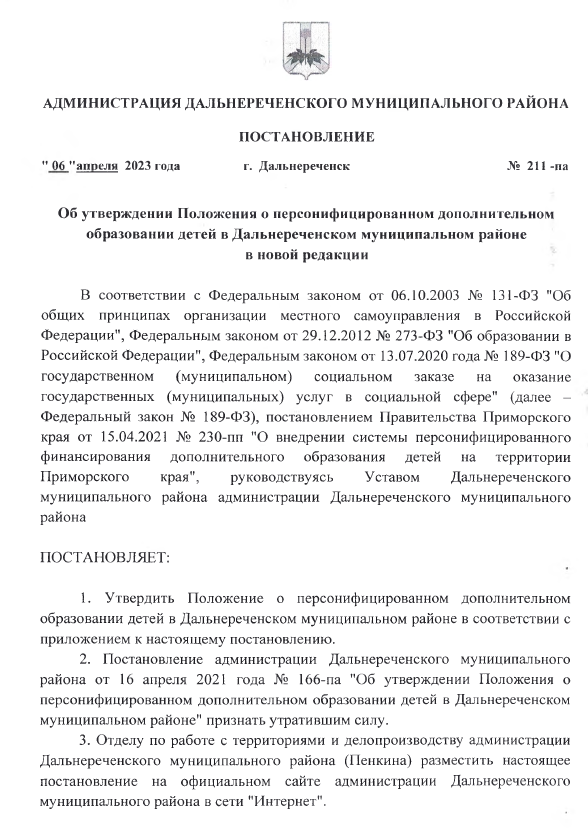 АДМИНИСТРАЦИЯ ДАЛЬНЕРЕЧЕНСКОГО МУНИЦИПАЛЬНОГО РАЙОНА
ПОСТАНОВЛЕНИЕ
" 06 "апреля 2023 года г. Дальнереченск № 211 -па
Об утверждении Положения о персонифицированном дополнительном
образовании детей в Дальнереченском муниципальном районе
в новой редакции
В соответствии с Федеральным законом от 06.10.2003 № 131-ФЗ "Об
общих принципах организации местного самоуправления в Российской
Федерации", Федеральным законом от 29.12.2012 № 273-ФЗ "Об образовании в
Российской Федерации", Федеральным законом от 13.07.2020 года № 189-ФЗ "О
государственном (муниципальном) социальном заказе на оказание
государственных (муниципальных) услуг в социальной сфере" (далее –
Федеральный закон № 189-ФЗ), постановлением Правительства Приморского
края от 15.04.2021 № 230-пп "О внедрении системы персонифицированного
финансирования дополнительного образования детей на территории
Приморского края", руководствуясь Уставом Дальнереченского
муниципального района администрации Дальнереченского муниципального
района
ПОСТАНОВЛЯЕТ:
1. Утвердить Положение о персонифицированном дополнительном
образовании детей в Дальнереченском муниципальном районе в соответствии с
приложением к настоящему постановлению.
2. Постановление администрации Дальнереченского муниципального
района от 16 апреля 2021 года № 166-па "Об утверждении Положения о
персонифицированном дополнительном образовании детей в Дальнереченском
муниципальном районе" признать утратившим силу.
3. Отделу по работе с территориями и делопроизводству администрации
Дальнереченского муниципального района (Пенкина) разместить настоящее
постановление на официальном сайте администрации Дальнереченского
муниципального района в сети "Интернет".